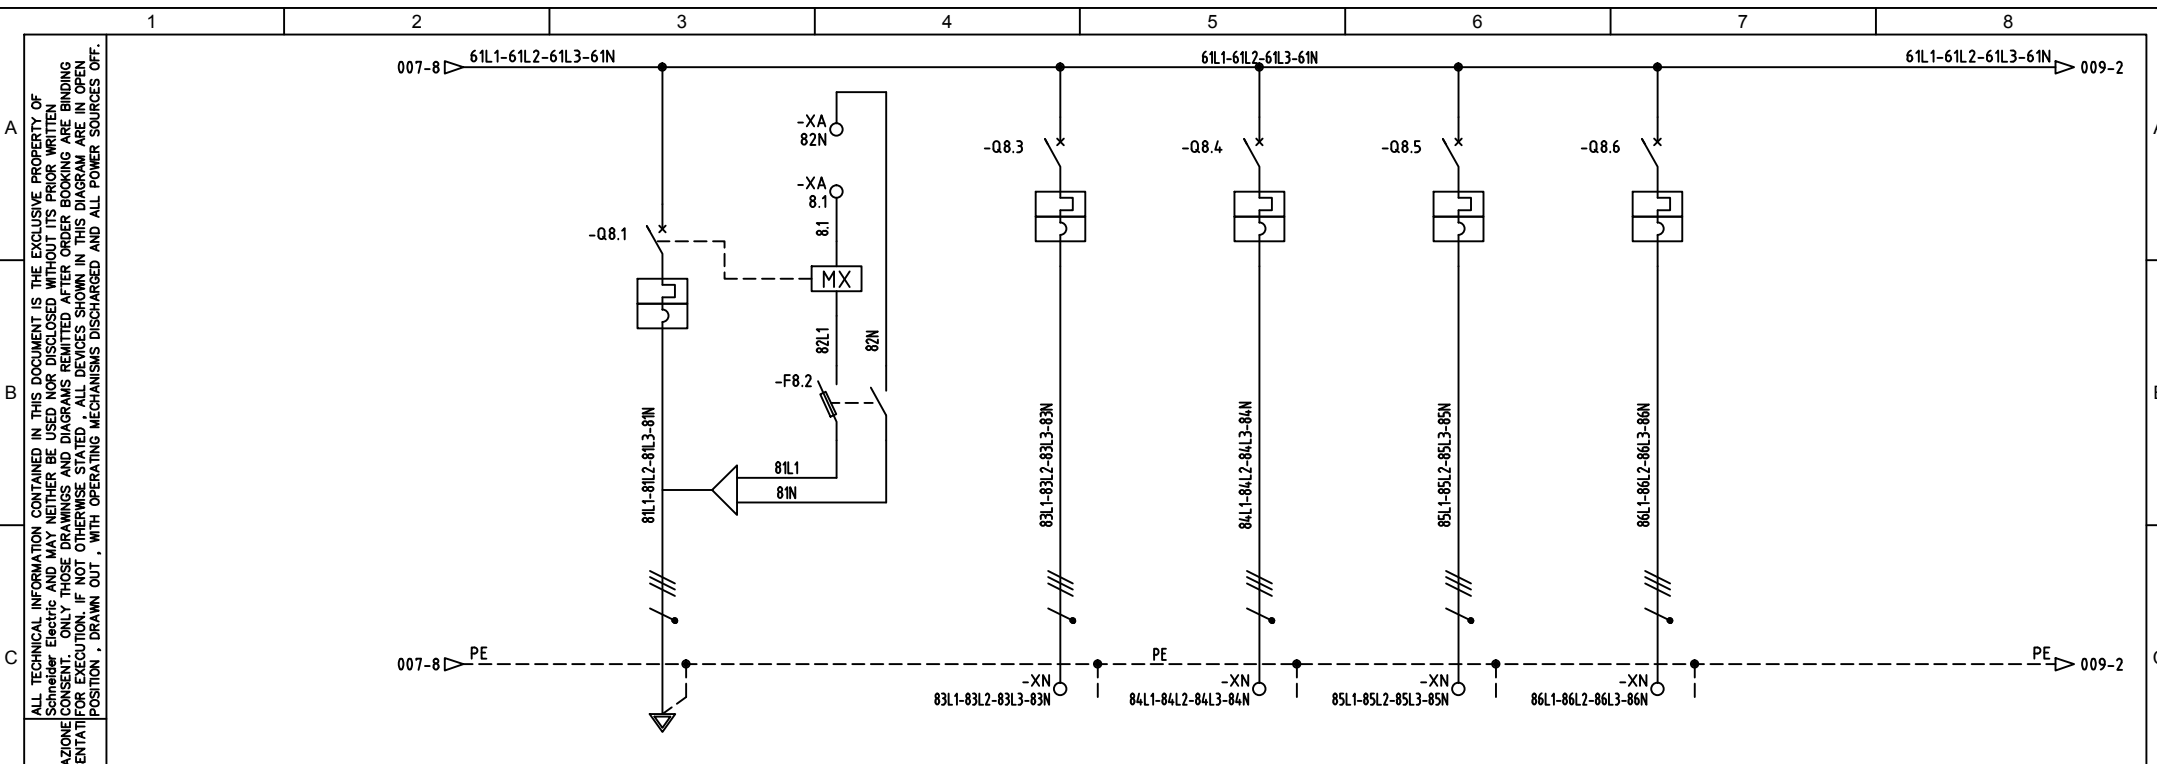 1 2 3 4 5 6 7 8
A
B
C
ALL TECHNICAL INFORMATION CONTAINED IN THIS DOCUMENT IS THE EXCLUSIVE PROPERTY OF
Schneider Electric AND MAY NEITHER BE USED NOR DISCLOSED WITHOUT ITS PRIOR WRITTEN
CONSENT. ONLY THOSE DRAWINGS AND DIAGRAMS REMITTED AFTER ORDER BOOKING ARE BINDING
FOR EXECUTION. IF NOT OTHERWISE STATED , ALL DEVICES SHOWN IN THIS DIAGRAM ARE IN OPEN
POSITION , DRAWN OUT , WITH OPERATING MECHANISMS DISCHARGED AND ALL POWER SOURCES OFF.
007-8 61L1-61L2-61L3-61N
61L1-61L2-61L3-61N
61L1-61L2-61L3-61N 009-2
-XA
82N
-XA
8.1
8.1
-Q8.1
MX
82L1
82N
-F8.2
81L1
81N
81L1-81L2-81L3-81N
-Q8.3
83L1-83L2-83L3-83N
-Q8.4
84L1-84L2-84L3-84N
-Q8.5
85L1-85L2-85L3-85N
-Q8.6
86L1-86L2-86L3-86N
007-8 PE
PE
PE 009-2
-XN
83L1-83L2-83L3-83N
-XN
84L1-84L2-84L3-84N
-XN
85L1-85L2-85L3-85N
-XN
86L1-86L2-86L3-86N